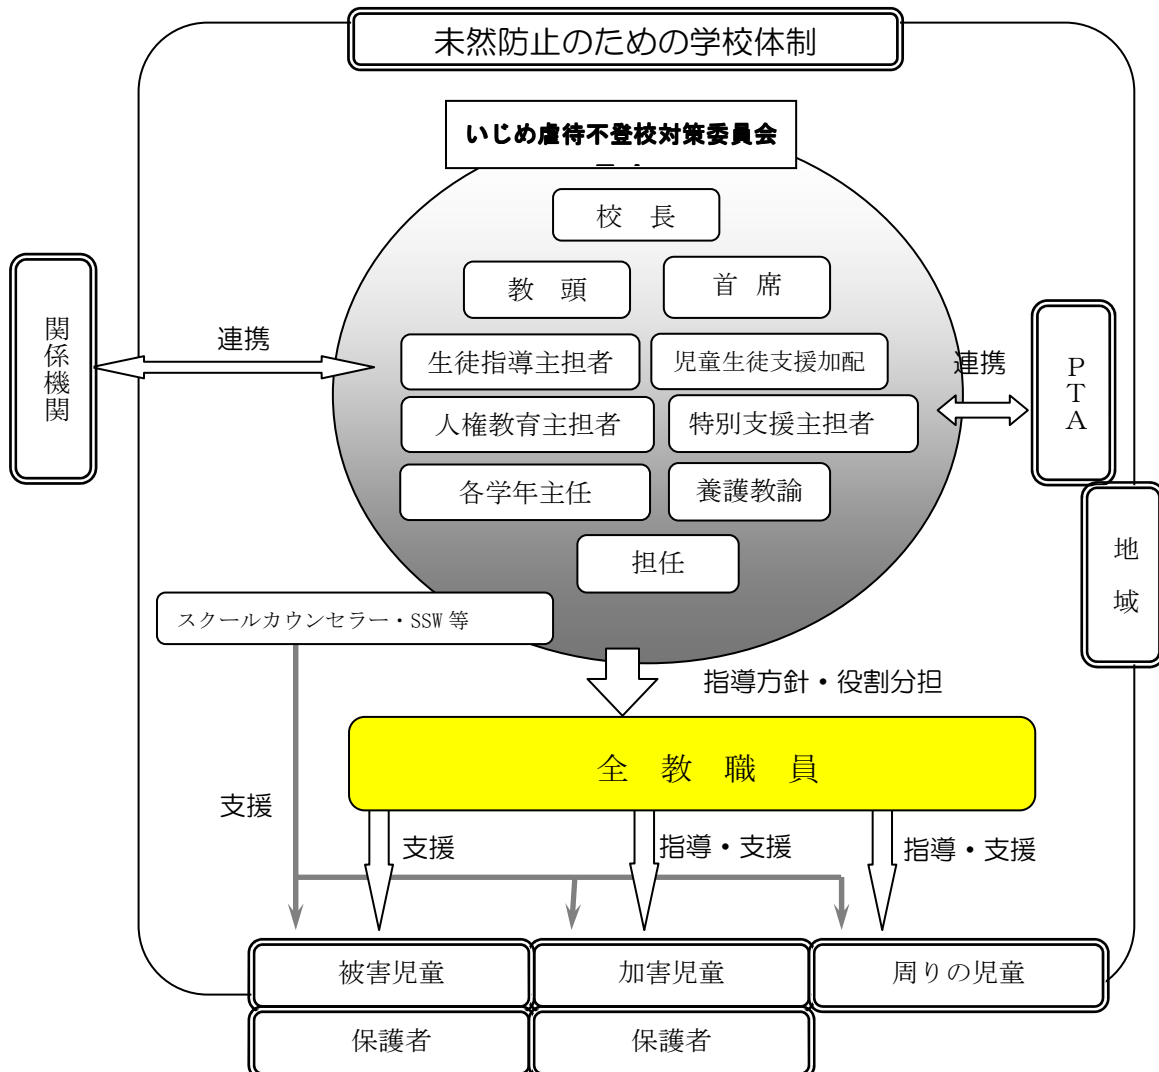 未然防止のための学校体制
いじめ虐待不登校対策委員会
校 長
教 頭
首 席
関係機関
連携
生徒指導主担者
児童生徒支援加配
連携
PTA
人権教育主担者
特別支援主担者
各学年主任
養護教諭
地域
担任
スクールカウンセラー・SSW 等
指導方針・役割分担
全 教 職 員
支援
支援
指導・支援
指導・支援
被害児童
加害児童
周りの児童
保護者
保護者